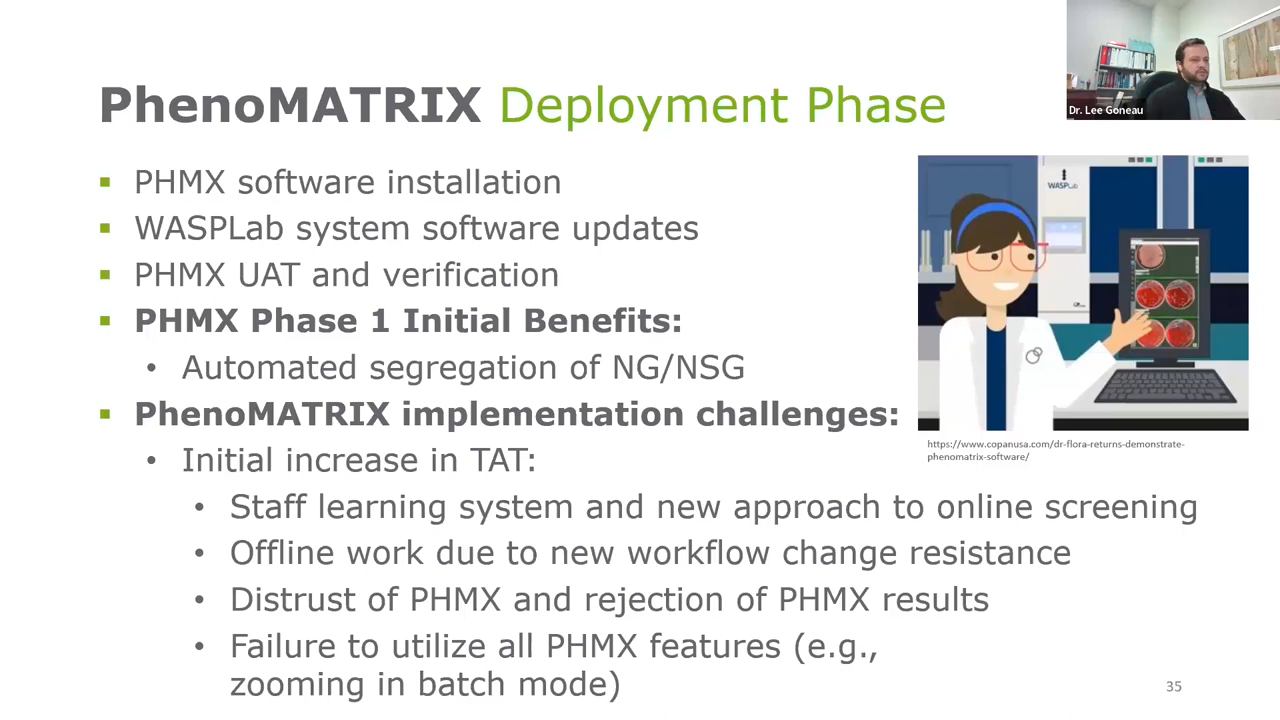 Dr. Lee Goneau
PhenoMATRIX Deployment Phase
▪ PHMX software installation
▪ WASPLab system software updates
▪ PHMX UAT and verification
▪ PHMX Phase 1 Initial Benefits:
• Automated segregation of NG/NSG
▪ PhenoMATRIX implementation challenges:
• Initial increase in TAT:
• Staff learning system and new approach to online screening
• Offline work due to new workflow change resistance
• Distrust of PHMX and rejection of PHMX results
• Failure to utilize all PHMX features (e.g.,
zooming in batch mode)
WASPLab
https://www.copanusa.com/dr-flora-returns-demonstrate-
phenomatrix-software/
35